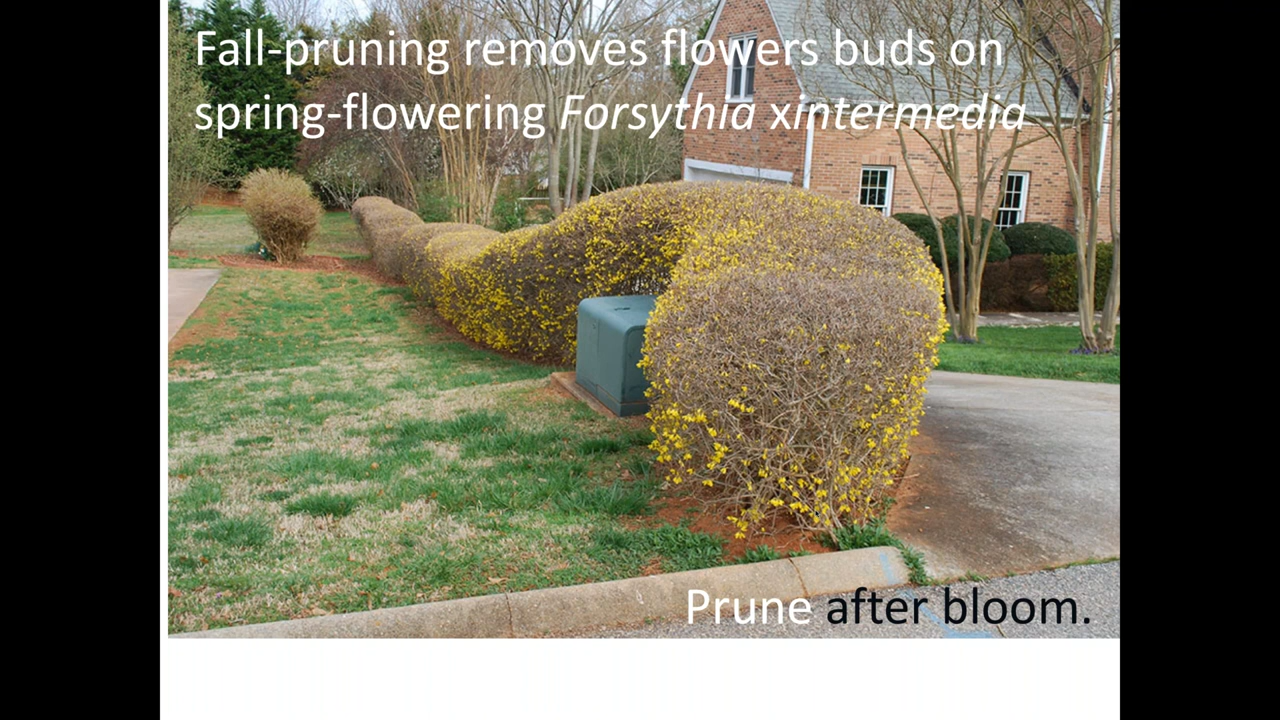 Fall-pruning removes flowers buds on
spring-flowering Forsythia xintermedia
Prune after bloom.